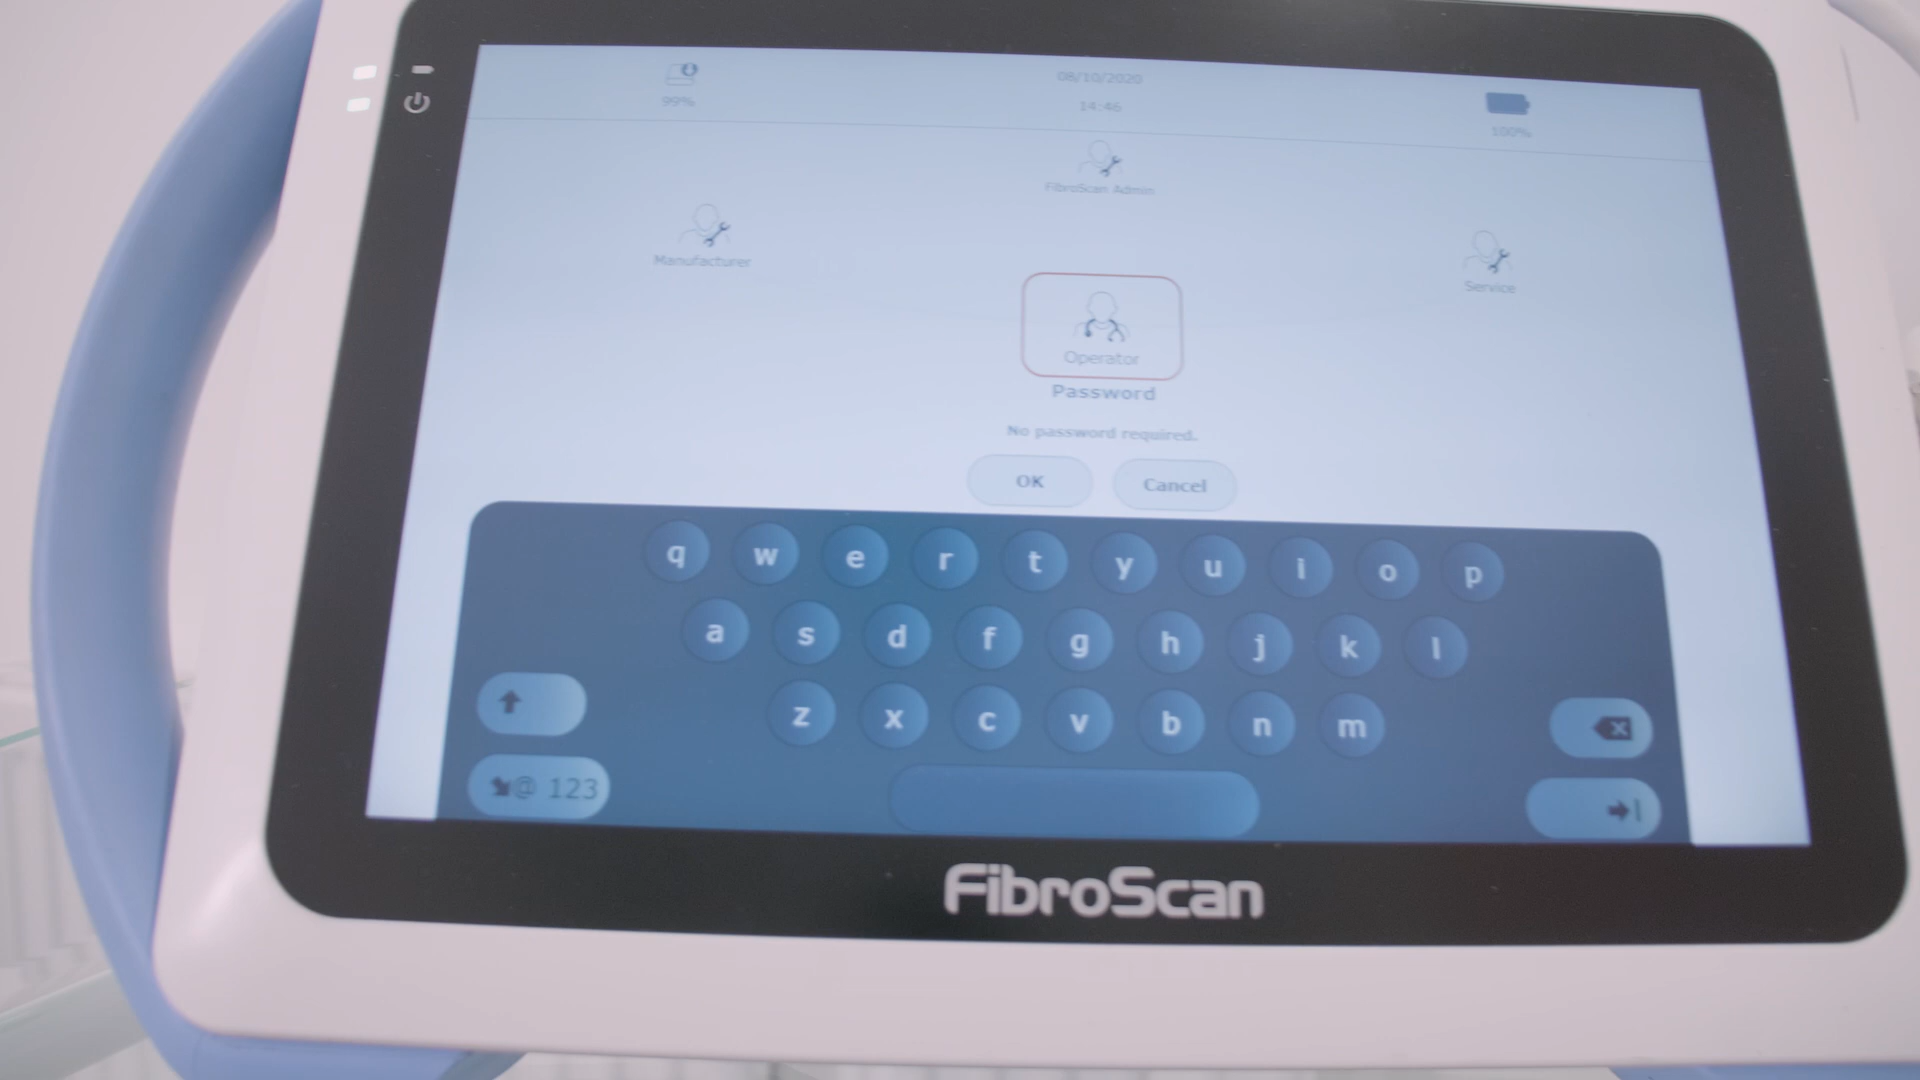 99%
08/10/2020
14:46
100%
FibroScan Admin
Manufacturer
Service
Operator
Password
No password required.
OK
Cancel
q w e r t y u i o p
a s d f g h j k l
z x c v b n m
@ 123
FibroScan